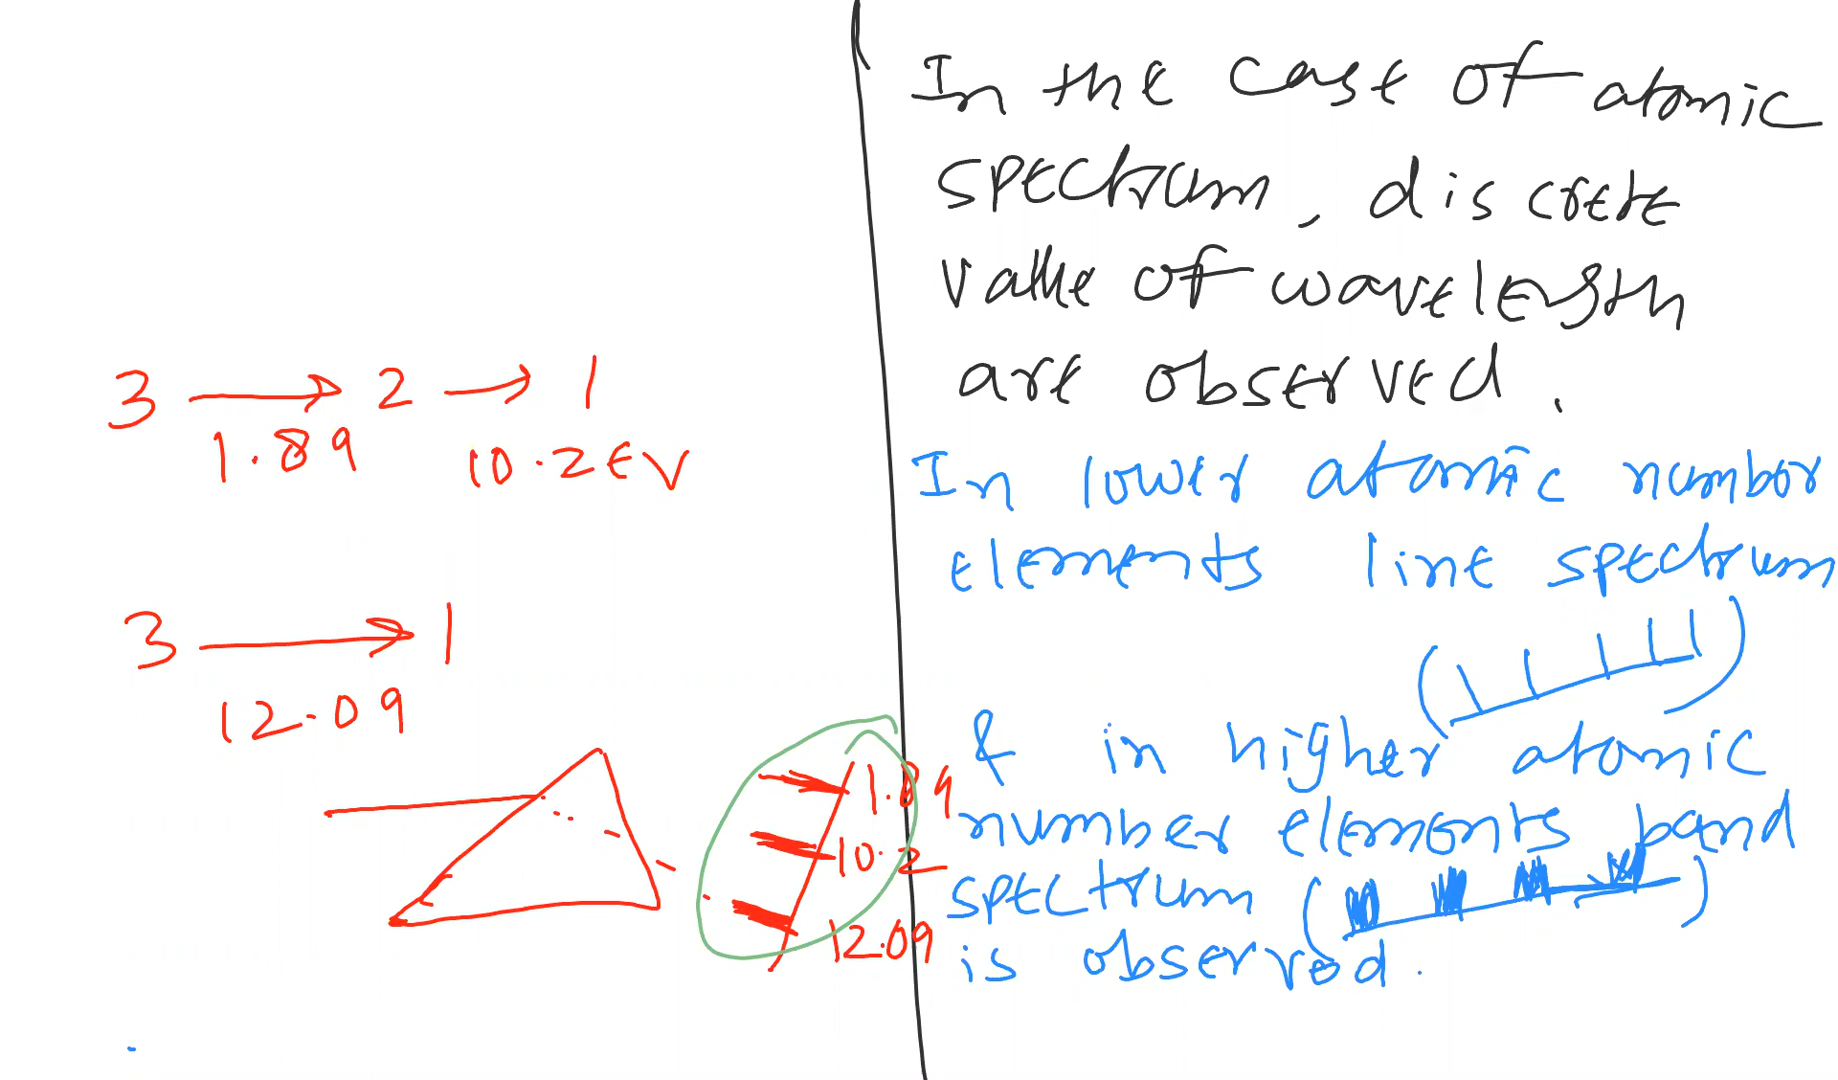 3 → 2 → 1
1.89 10.2 eV
3 → 1
12.09
1.89
10.2
12.09
In the case of atomic
spectrum, discrete
value of wavelength
are observed.
In lower atomic number
elements line spectrum
( )
& in higher atomic
number elements band
spectrum ( )
is observed.